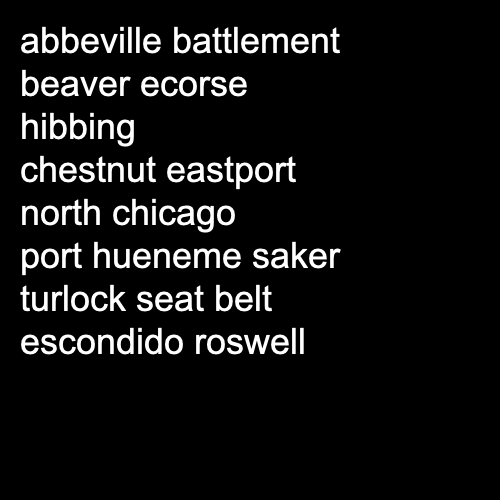 abbeville battlement
beaver ecorse
hibbing
chestnut eastport
north chicago
port hueneme saker
turlock seat belt
escondido roswell